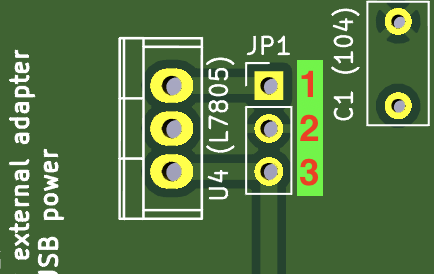 external adapter
USB power
(L7805)
U4
JP1
1
2
3
C1 (104)